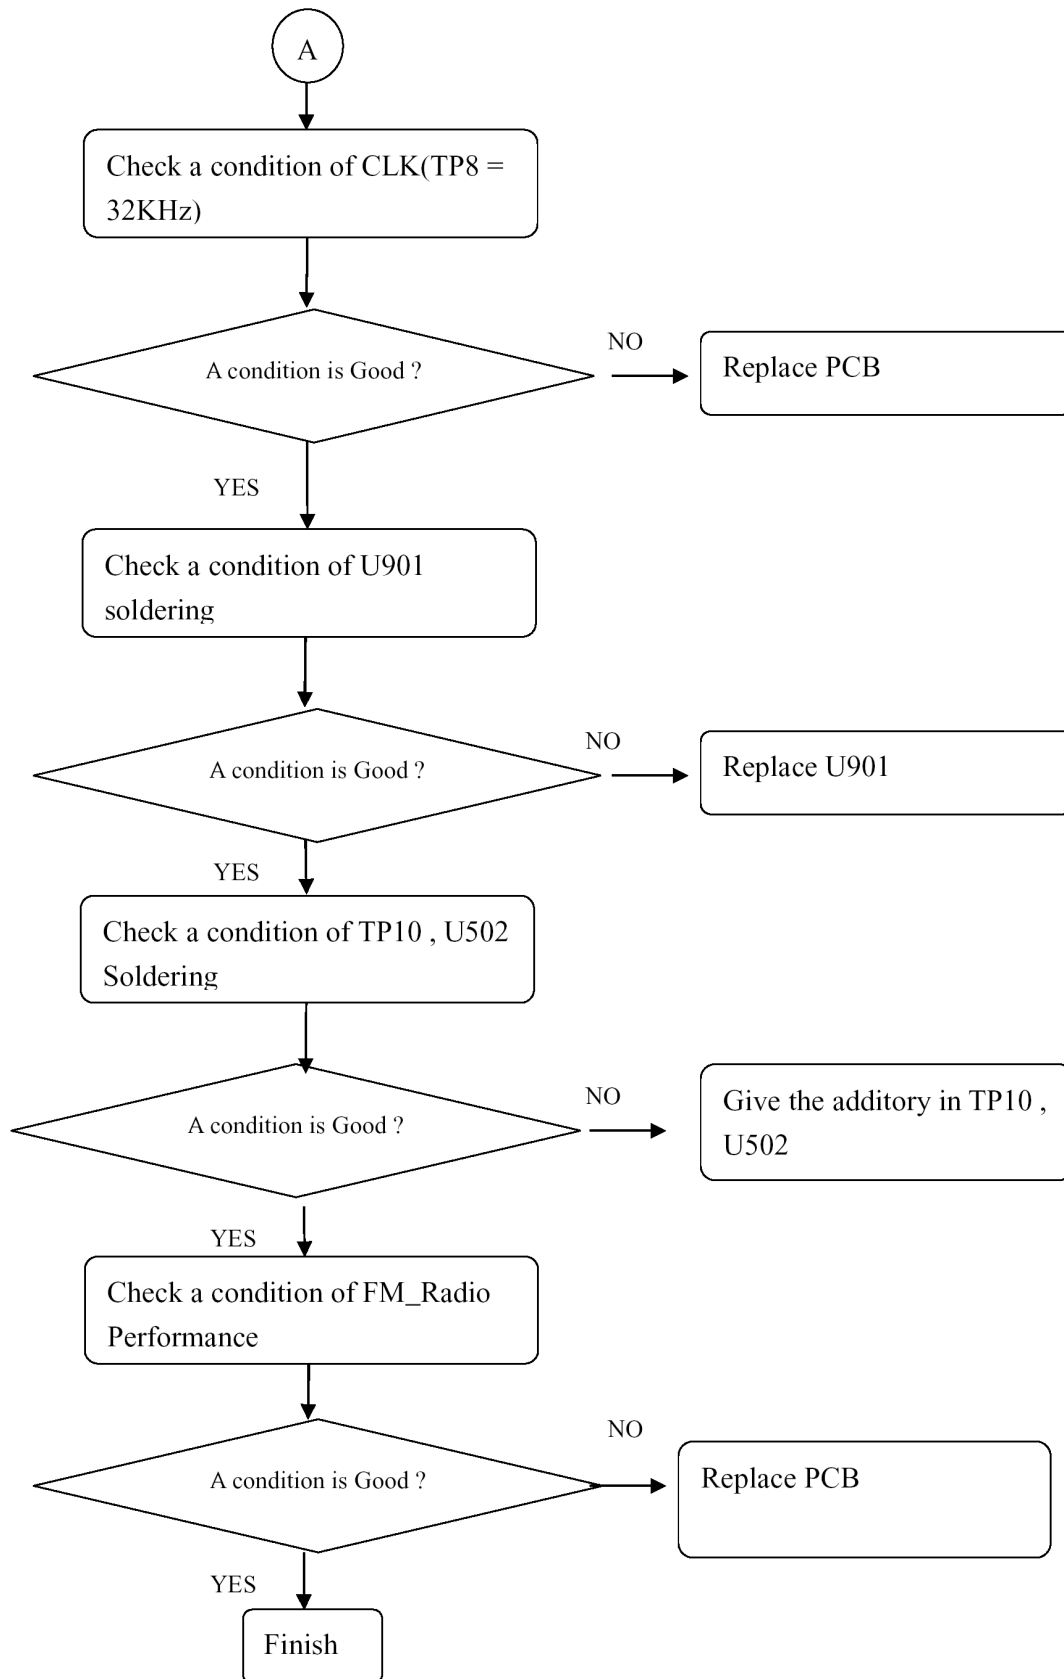 A
Check a condition of CLK(TP8 =
32KHz)
A condition is Good ?
NO
Replace PCB
YES
Check a condition of U901
soldering
A condition is Good ?
NO
Replace U901
YES
Check a condition of TP10 , U502
Soldering
A condition is Good ?
NO
Give the additory in TP10 ,
U502
YES
Check a condition of FM_Radio
Performance
A condition is Good ?
NO
Replace PCB
YES
Finish